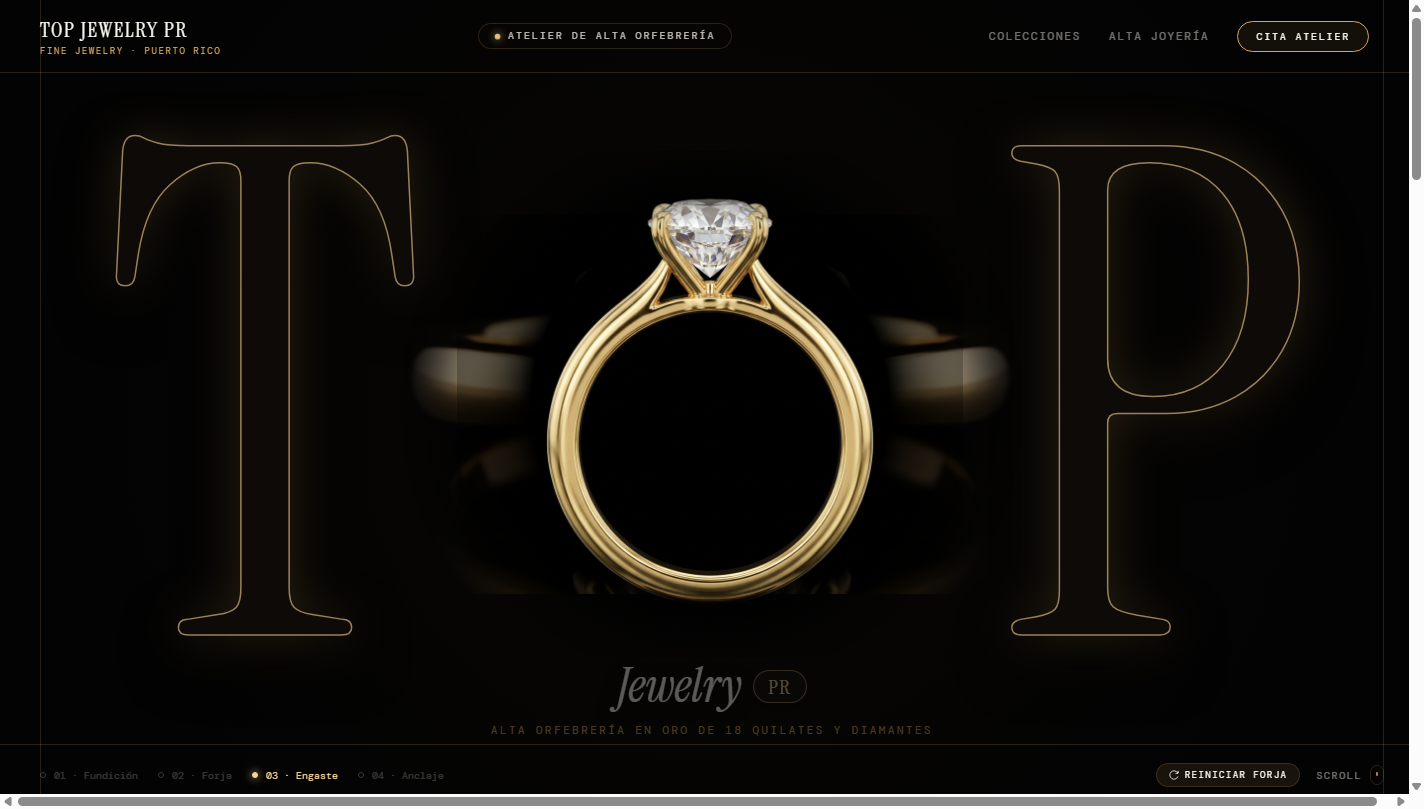 TOP JEWELRY PR
FINE JEWELRY · PUERTO RICO
ATELIER DE ALTA ORFEBRERÍA
COLECCIONES
ALTA JOYERÍA
CITA ATELIER
T P
Jewelry PR
ALTA ORFEBRERÍA EN ORO DE 18 QUILATES Y DIAMANTES
01 · Fundición
02 · Forja
03 · Engaste
04 · Anclaje
REINICIAR FORJA
SCROLL